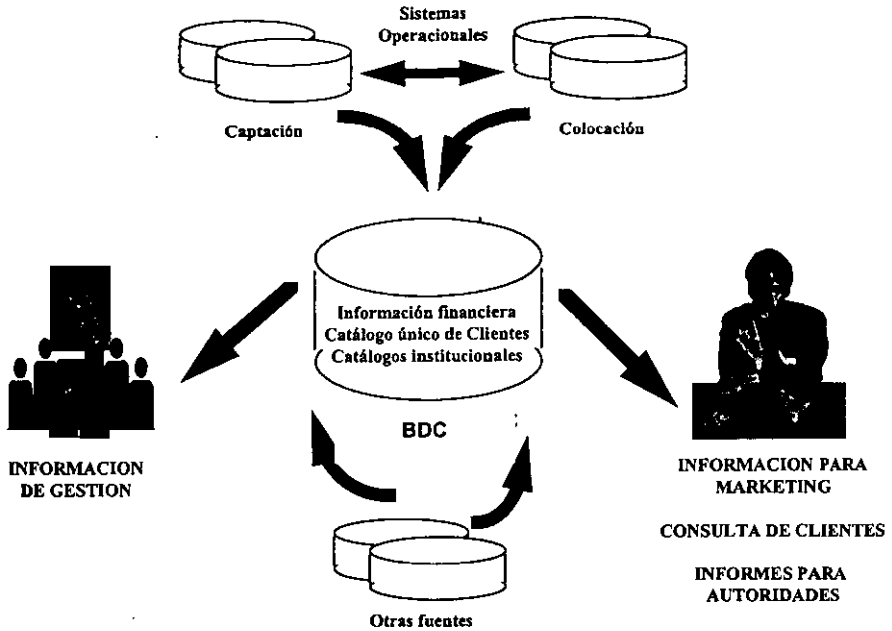 Sistemas
Operacionales
Captación
Colocación
Información financiera
Catálogo único de Clientes
Catálogos institucionales
BDC
INFORMACION
DE GESTION
INFORMACION PARA
MARKETING
CONSULTA DE CLIENTES
INFORMES PARA
AUTORIDADES
Otras fuentes